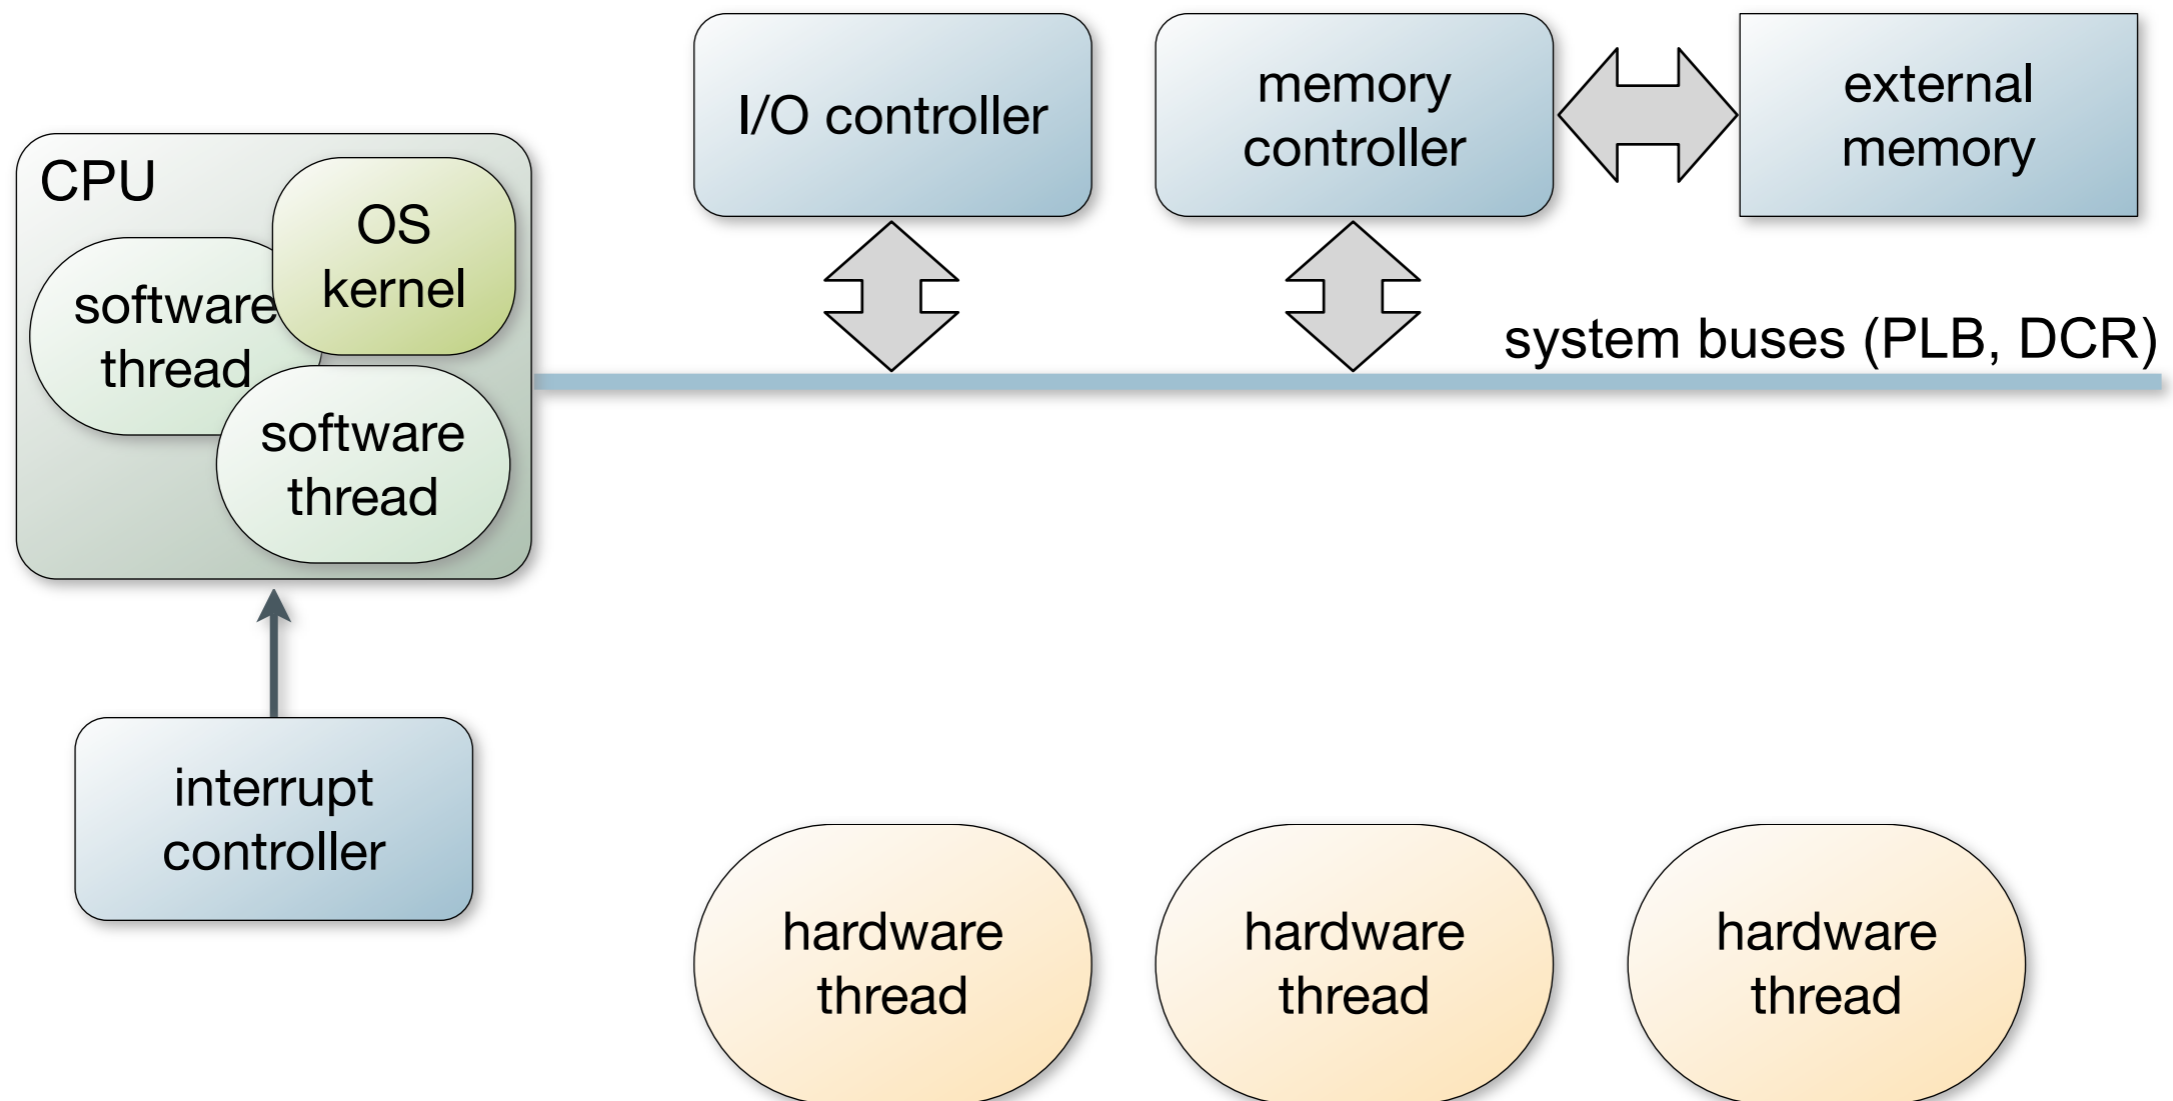 I/O controller
memory
controller
external
memory
CPU
OS
kernel
software
thread
software
thread
system buses (PLB, DCR)
interrupt
controller
hardware
thread
hardware
thread
hardware
thread